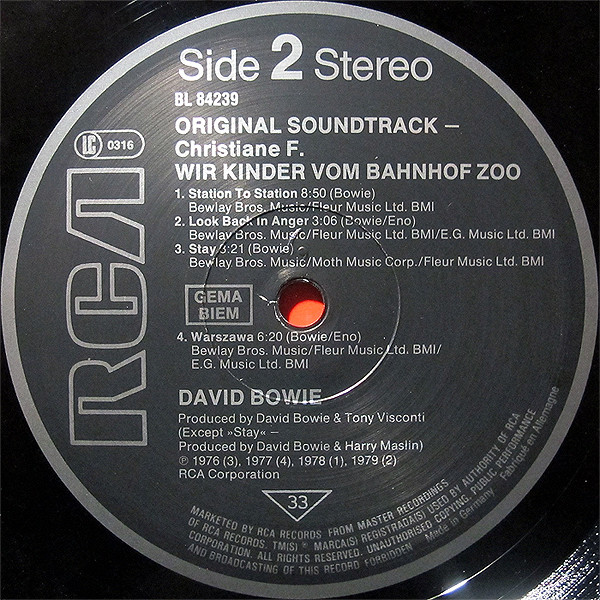 Side 2 Stereo
BL 84239
LC 0316
ORIGINAL SOUNDTRACK –
Christiane F.
WIR KINDER VOM BAHNHOF ZOO
1. Station To Station 8:50 (Bowie)
Bewlay Bros. Music/Fleur Music Ltd. BMI
2. Look Back in Anger 3:06 (Bowie/Eno)
Bewlay Bros. Music/Fleur Music Ltd. BMI/E.G. Music Ltd. BMI
3. Stay 3:21 (Bowie)
Bewlay Bros. Music/Moth Music Corp./Fleur Music Ltd. BMI
GEMA
BIEM
4. Warszawa 6:20 (Bowie/Eno)
Bewlay Bros. Music/Fleur Music Ltd. BMI/
E.G. Music Ltd. BMI
RCA
DAVID BOWIE
Produced by David Bowie & Tony Visconti
(Except »Stay« –
Produced by David Bowie & Harry Maslin)
℗ 1976 (3), 1977 (4), 1978 (1), 1979 (2)
RCA Corporation
33
MARKETED BY RCA RECORDS FROM MASTER RECORDINGS
OF RCA RECORDS. TM(S) ® MARCA(S) REGISTRADA(S) USED BY AUTHORITY OF RCA
CORPORATION. ALL RIGHTS RESERVED. UNAUTHORISED COPYING, PUBLIC PERFORMANCE
AND BROADCASTING OF THIS RECORD FORBIDDEN
Made in Germany Fabriqué en Allemagne